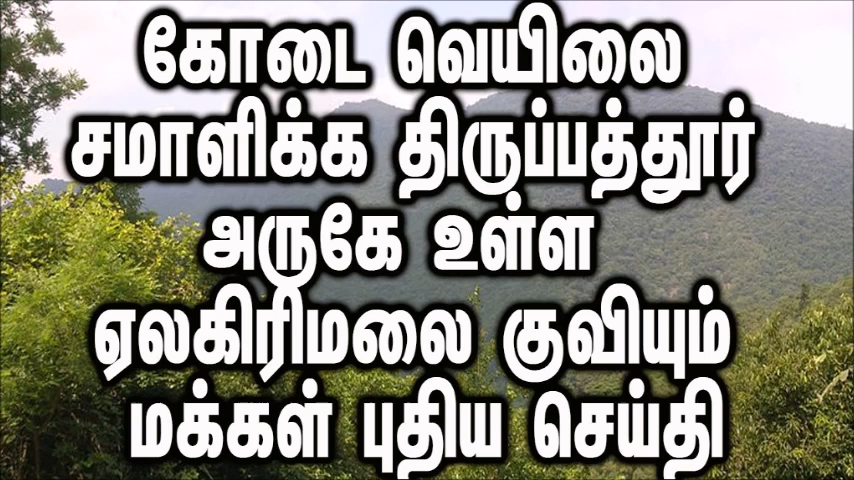 கோடை வெயிலை
சமாளிக்க திருப்பத்தூர்
அருகே உள்ள
ஏலகிரிமலை குவியும்
மக்கள் புதிய செய்தி